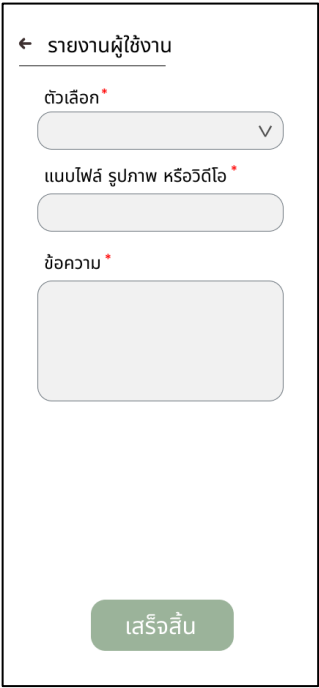 รายงานผู้ใช้งาน
ตัวเลือก*
แนบไฟล์ รูปภาพ หรือวิดีโอ *
ข้อความ *
เสร็จสิ้น